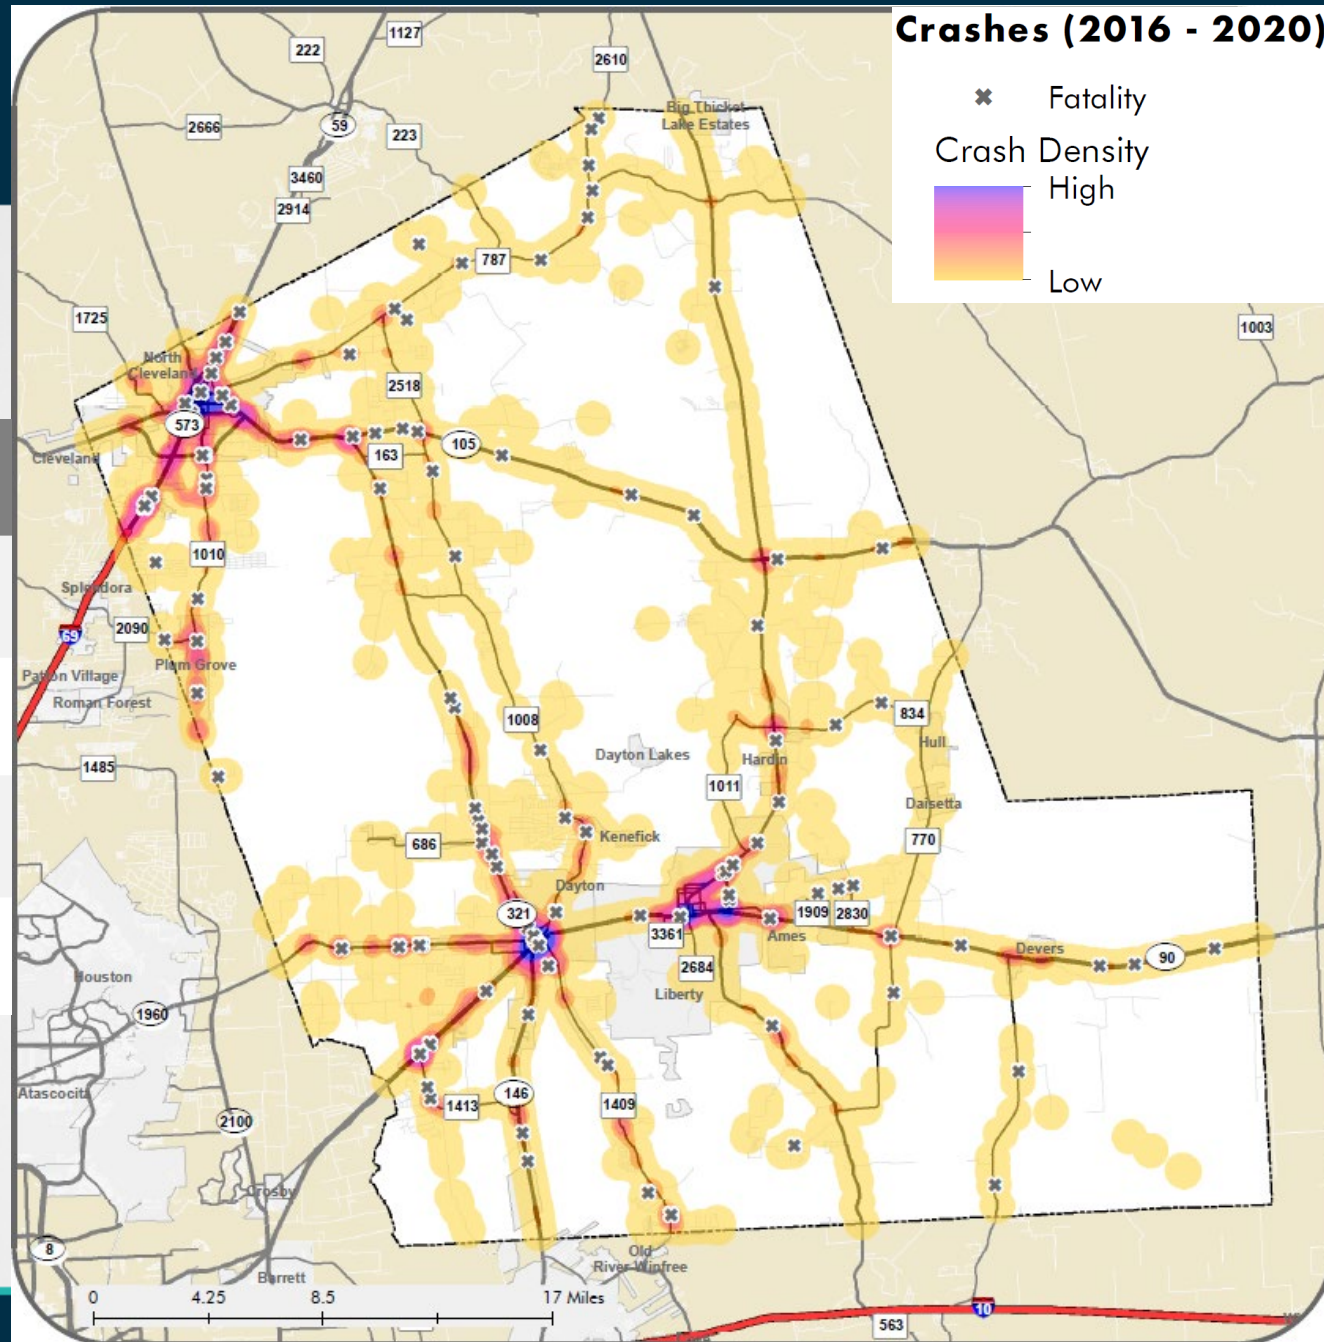 Crashes (2016 - 2020)
Fatality
Crash Density
High
Low
1127
222
2610
Big Thicket
Lake Estates
2666
59
223
3460
2914
787
1725
1003
North
Cleveland
2518
573
105
163
Cleveland
1010
Splendora
69
2090
Plum Grove
Patton Village
Roman Forest
1008
834
Hull
Dayton Lakes
Hardin
1485
1011
Daisetta
686
Kenefick
770
Dayton
321
1909
2830
3361
Ames
Devers
90
2684
Houston
Liberty
1960
Atascocita
146
1413
1409
2100
Crosby
8
Old
River-Winfree
Barrett
0
4.25
8.5
17 Miles
10
563